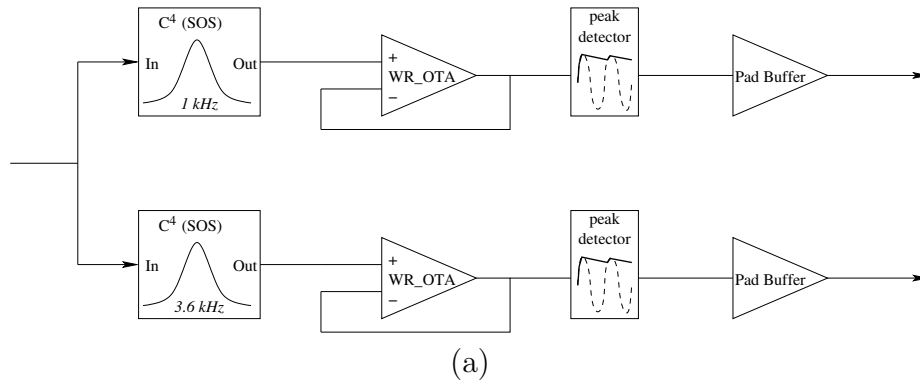 C⁴ (SOS)
In
Out
1 kHz
+
WR_OTA
−
peak
detector
Pad Buffer
C⁴ (SOS)
In
Out
3.6 kHz
+
WR_OTA
−
peak
detector
Pad Buffer
(a)